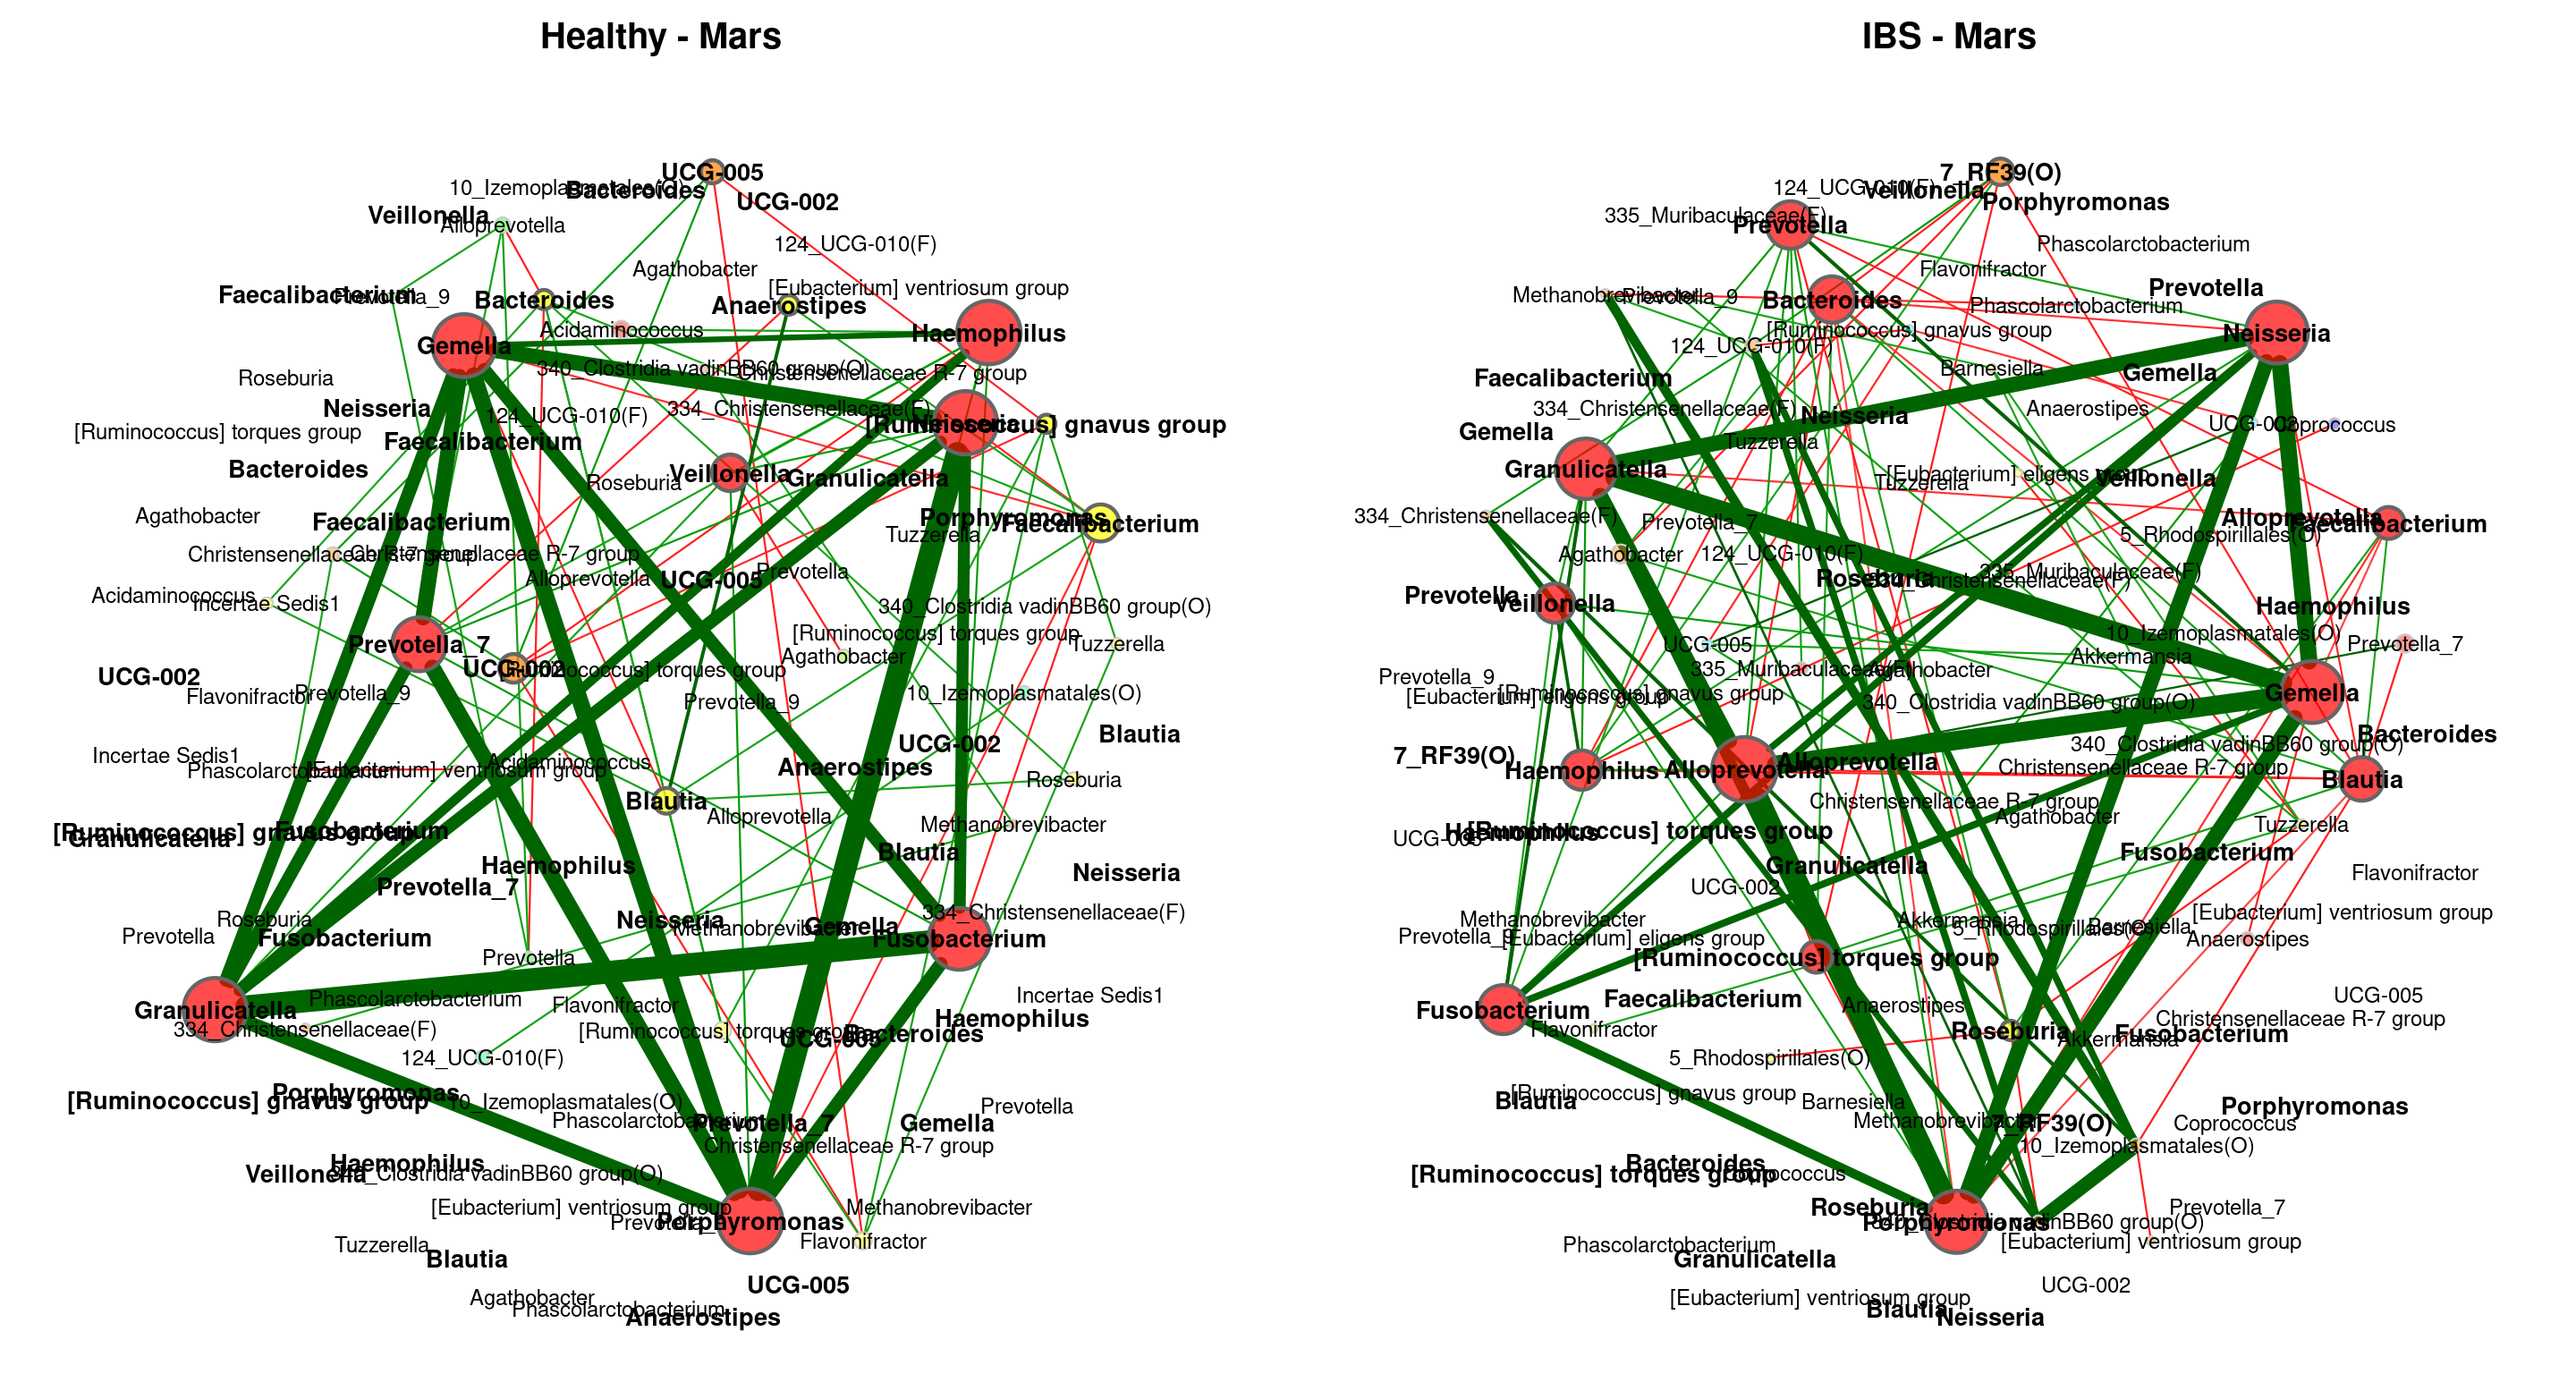 Healthy - Mars
UCG-005
10_Izemoplasmatales(O)
Bacteroides
UCG-002
Veillonella
Alloprevotella
124_UCG-010(F)
Agathobacter
[Eubacterium] ventriosum group
Faecalibacterium
Prevotella_9
Bacteroides
Anaerostipes
Acidaminococcus
Haemophilus
Gemella
340_Clostridia vadinBB60 group(O)
Christensenellaceae R-7 group
Roseburia
Neisseria
124_UCG-010(F)
334_Christensenellaceae(F)
Neisseria
[Ruminococcus] gnavus group
[Ruminococcus] torques group
Faecalibacterium
Bacteroides
Roseburia
Veillonella
Granulicatella
Agathobacter
Faecalibacterium
Porphyromonas
Faecalibacterium
Tuzzerella
Christensenellaceae R-7 group
Christensenellaceae R-7 group
Alloprevotella
UCG-005
Prevotella
Acidaminococcus
Incertae Sedis1
340_Clostridia vadinBB60 group(O)
[Ruminococcus] torques group
Prevotella_7
Agathobacter
Tuzzerella
UCG-002
UCG-002
[Ruminococcus] torques group
Flavonifractor
Prevotella_9
Prevotella_9
10_Izemoplasmatales(O)
UCG-002
Blautia
Incertae Sedis1
Phascolarctobacterium
[Eubacterium] ventriosum group
Acidaminococcus
Anaerostipes
Roseburia
Blautia
Alloprevotella
Methanobrevibacter
[Ruminococcus] gnavus group
Granulicatella
Fusobacterium
Blautia
Haemophilus
Neisseria
Prevotella_7
Roseburia
Neisseria
Methanobrevibacter
Gemella
334_Christensenellaceae(F)
Prevotella
Fusobacterium
Fusobacterium
Prevotella
Granulicatella
Phascolarctobacterium
Flavonifractor
Incertae Sedis1
Haemophilus
334_Christensenellaceae(F)
[Ruminococcus] torques group
UCG-005
Bacteroides
124_UCG-010(F)
[Ruminococcus] gnavus group
Porphyromonas
10_Izemoplasmatales(O)
Prevotella
Phascolarctobacterium
Prevotella_7
Gemella
Christensenellaceae R-7 group
Haemophilus
Veillonella
340_Clostridia vadinBB60 group(O)
[Eubacterium] ventriosum group
Porphyromonas
Methanobrevibacter
Tuzzerella
Flavonifractor
Blautia
UCG-005
Agathobacter
Phascolarctobacterium
Anaerostipes
IBS - Mars
7_RF39(O)
124_UCG-010(F)
Veillonella
Porphyromonas
335_Muribaculaceae(F)
Prevotella
Phascolarctobacterium
Flavonifractor
Methanobrevibacter
Prevotella_9
Bacteroides
Prevotella
Phascolarctobacterium
[Ruminococcus] gnavus group
Neisseria
124_UCG-010(F)
Barnesiella
Gemella
Faecalibacterium
334_Christensenellaceae(F)
Neisseria
Anaerostipes
UCG-002
Coprococcus
Gemella
Tuzzerella
Granulicatella
[Eubacterium] eligens group
Tuzzerella
Veillonella
334_Christensenellaceae(F)
Prevotella_7
Alloprevotella
Faecalibacterium
5_Rhodospirillales(O)
Agathobacter
124_UCG-010(F)
Roseburia
334_Christensenellaceae(F)
335_Muribaculaceae(F)
Prevotella
Veillonella
Haemophilus
UCG-005
10_Izemoplasmatales(O)
Prevotella_7
Akkermansia
Prevotella_9
335_Muribaculaceae(F)
Agathobacter
[Eubacterium] eligens group
[Ruminococcus] gnavus group
Gemella
340_Clostridia vadinBB60 group(O)
Bacteroides
340_Clostridia vadinBB60 group(O)
7_RF39(O)
Haemophilus
Alloprevotella
Alloprevotella
Christensenellaceae R-7 group
Blautia
Christensenellaceae R-7 group
Agathobacter
Tuzzerella
UCG-005
Haemophilus
[Ruminococcus] torques group
Fusobacterium
Granulicatella
Flavonifractor
UCG-002
Methanobrevibacter
Akkermansia
[Eubacterium] ventriosum group
Prevotella_9
[Eubacterium] eligens group
5_Rhodospirillales(O)
Barnesiella
Anaerostipes
[Ruminococcus] torques group
Faecalibacterium
Anaerostipes
UCG-005
Fusobacterium
Christensenellaceae R-7 group
Flavonifractor
Roseburia
Akkermansia
Fusobacterium
5_Rhodospirillales(O)
[Ruminococcus] gnavus group
Blautia
Barnesiella
Porphyromonas
Methanobrevibacter
7_RF39(O)
Coprococcus
10_Izemoplasmatales(O)
Bacteroides
[Ruminococcus] torques group
Coprococcus
Roseburia
Prevotella_7
Porphyromonas
340_Clostridia vadinBB60 group(O)
[Eubacterium] ventriosum group
Phascolarctobacterium
Granulicatella
UCG-002
[Eubacterium] ventriosum group
Blautia
Neisseria